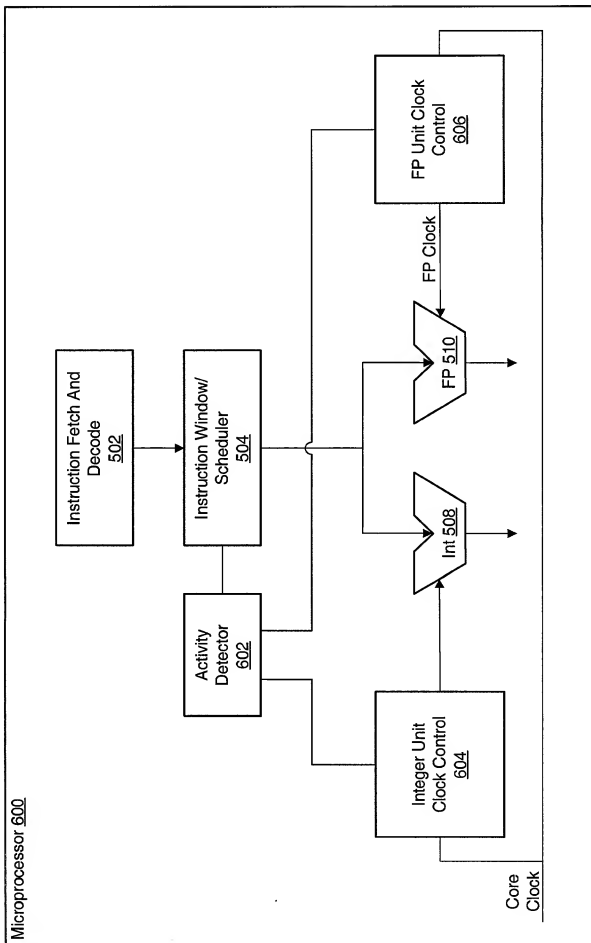 Microprocessor 600
Instruction Fetch And
Decode
502
Instruction Window/
Scheduler
504
Activity
Detector
602
Integer Unit
Clock Control
604
FP Unit Clock
Control
606
FP Clock
Int 508
FP 510
Core
Clock